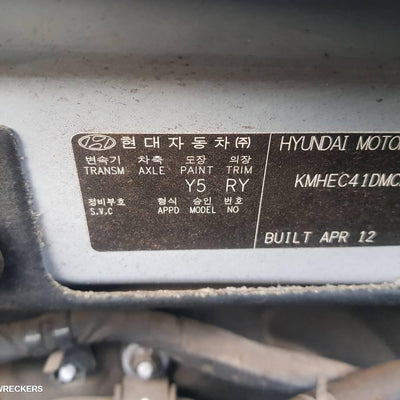 현대자동차(주)
HYUNDAI MOTO
변속기 차축 도장 의장
TRANSM AXLE PAINT TRIM
Y5 RY
KMHEC41DMC
정비부호 형식 승인 번호
S.V.C APPD MODEL NO
BUILT APR 12
WRECKERS